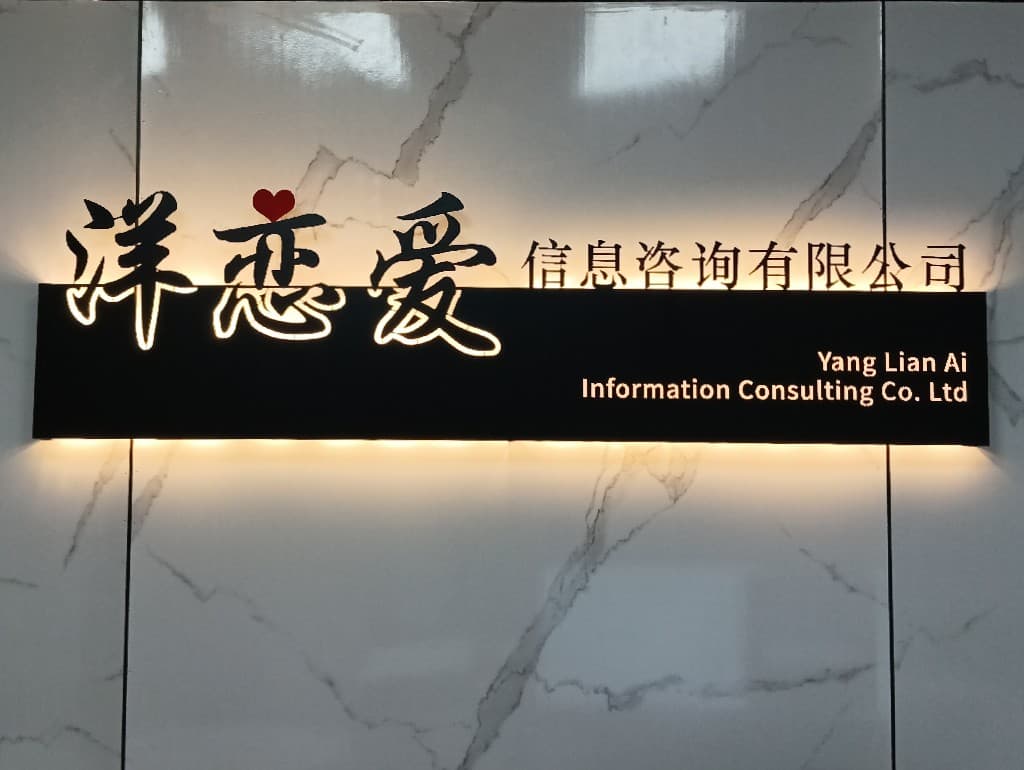 洋恋爱信息咨询有限公司
Yang Lian Ai
Information Consulting Co. Ltd